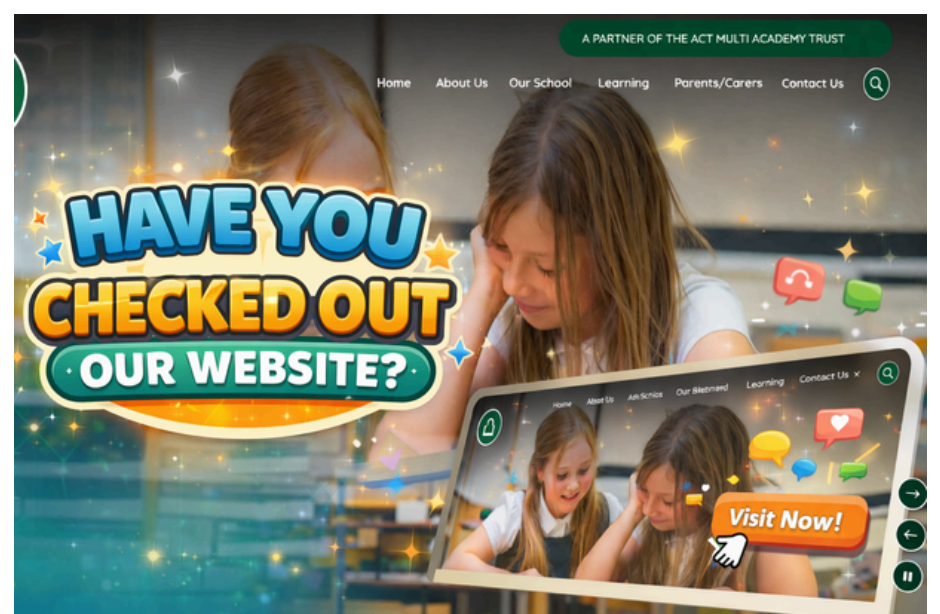 A PARTNER OF THE ACT MULTI ACADEMY TRUST
Home About Us Our School Learning Parents/Carers Contact Us
HAVE YOU
CHECKED OUT
OUR WEBSITE?
Home About Us Our Learning Contact Us ×
Visit Now!